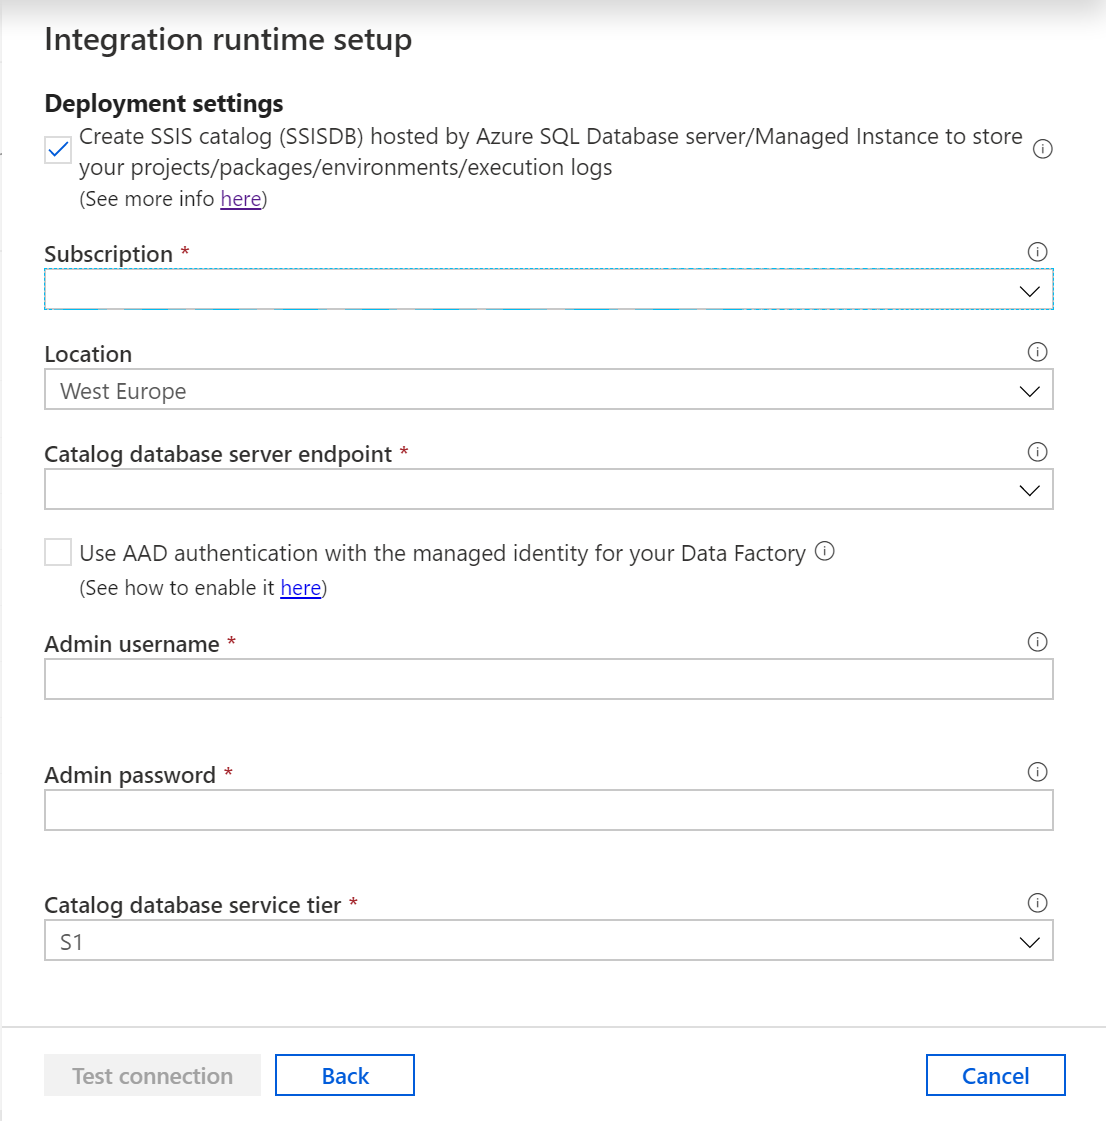 Integration runtime setup
Deployment settings
Create SSIS catalog (SSISDB) hosted by Azure SQL Database server/Managed Instance to store
your projects/packages/environments/execution logs
(See more info here)
Subscription *
Location
West Europe
Catalog database server endpoint *
Use AAD authentication with the managed identity for your Data Factory
(See how to enable it here)
Admin username *
Admin password *
Catalog database service tier *
S1
Test connection
Back
Cancel